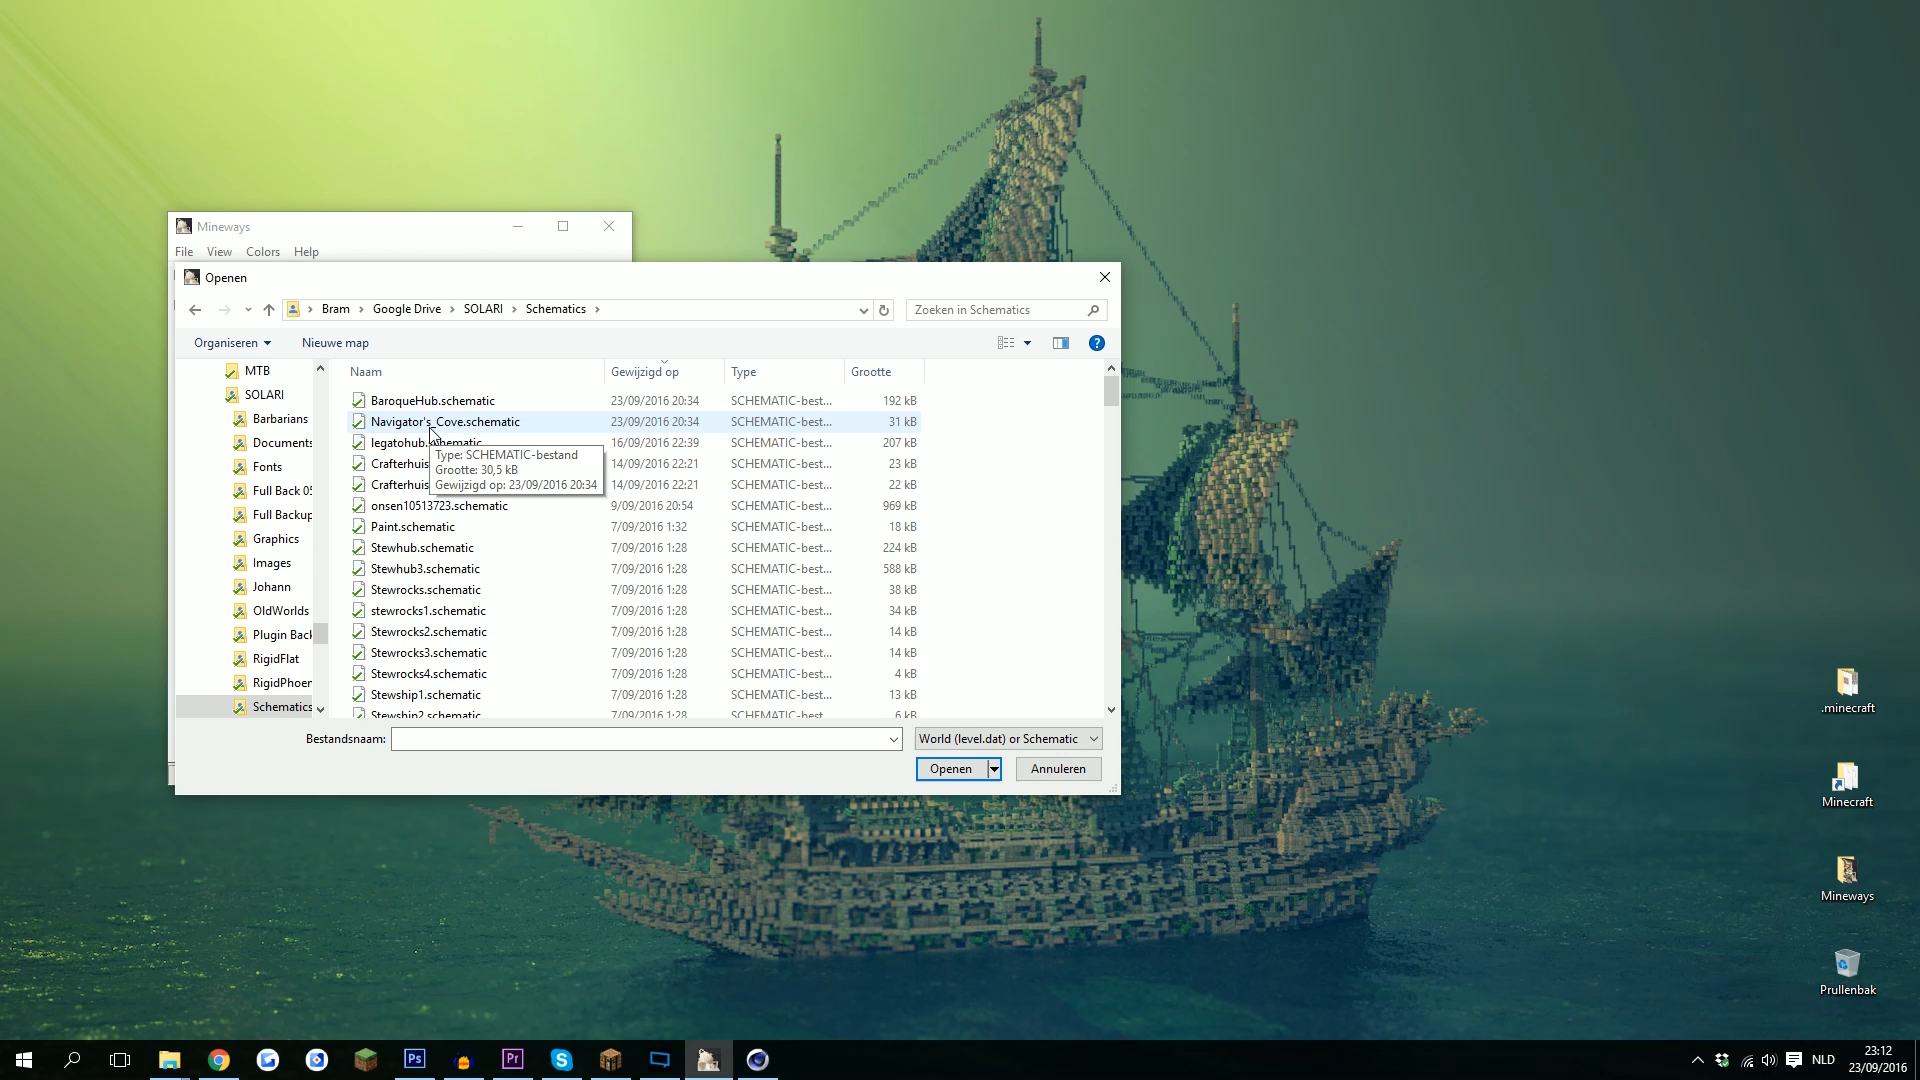 Mineways
File View Colors Help
Openen
Bram Google Drive SOLARI Schematics
Zoeken in Schematics
Organiseren Nieuwe map
MTB
SOLARI
Barbarians
Documents
Fonts
Full Back 05
Full Backup
Graphics
Images
Johann
OldWorlds
Plugin Back
RigidFlat
RigidPhoen
Schematics
Naam Gewijzigd op Type Grootte
BaroqueHub.schematic 23/09/2016 20:34 SCHEMATIC-best... 192 kB
Navigator's_Cove.schematic 23/09/2016 20:34 SCHEMATIC-best... 31 kB
legatohub.schematic 16/09/2016 22:39 SCHEMATIC-best... 207 kB
Crafterhuis 14/09/2016 22:21 SCHEMATIC-best... 23 kB
Crafterhuis 14/09/2016 22:21 SCHEMATIC-best... 22 kB
Type: SCHEMATIC-bestand
Grootte: 30,5 kB
Gewijzigd op: 23/09/2016 20:34
onsen10513723.schematic 9/09/2016 20:54 SCHEMATIC-best... 969 kB
Paint.schematic 7/09/2016 1:32 SCHEMATIC-best... 18 kB
Stewhub.schematic 7/09/2016 1:28 SCHEMATIC-best... 224 kB
Stewhub3.schematic 7/09/2016 1:28 SCHEMATIC-best... 588 kB
Stewrocks.schematic 7/09/2016 1:28 SCHEMATIC-best... 38 kB
stewrocks1.schematic 7/09/2016 1:28 SCHEMATIC-best... 34 kB
Stewrocks2.schematic 7/09/2016 1:28 SCHEMATIC-best... 14 kB
Stewrocks3.schematic 7/09/2016 1:28 SCHEMATIC-best... 14 kB
Stewrocks4.schematic 7/09/2016 1:28 SCHEMATIC-best... 4 kB
Stewship1.schematic 7/09/2016 1:28 SCHEMATIC-best... 13 kB
Stewship2.schematic 7/09/2016 1:28 SCHEMATIC-best... 6 kB
Bestandsnaam: World (level.dat) or Schematic
Openen Annuleren
.minecraft
Minecraft
Mineways
Prullenbak
Ps Pr
NLD
23:12
23/09/2016